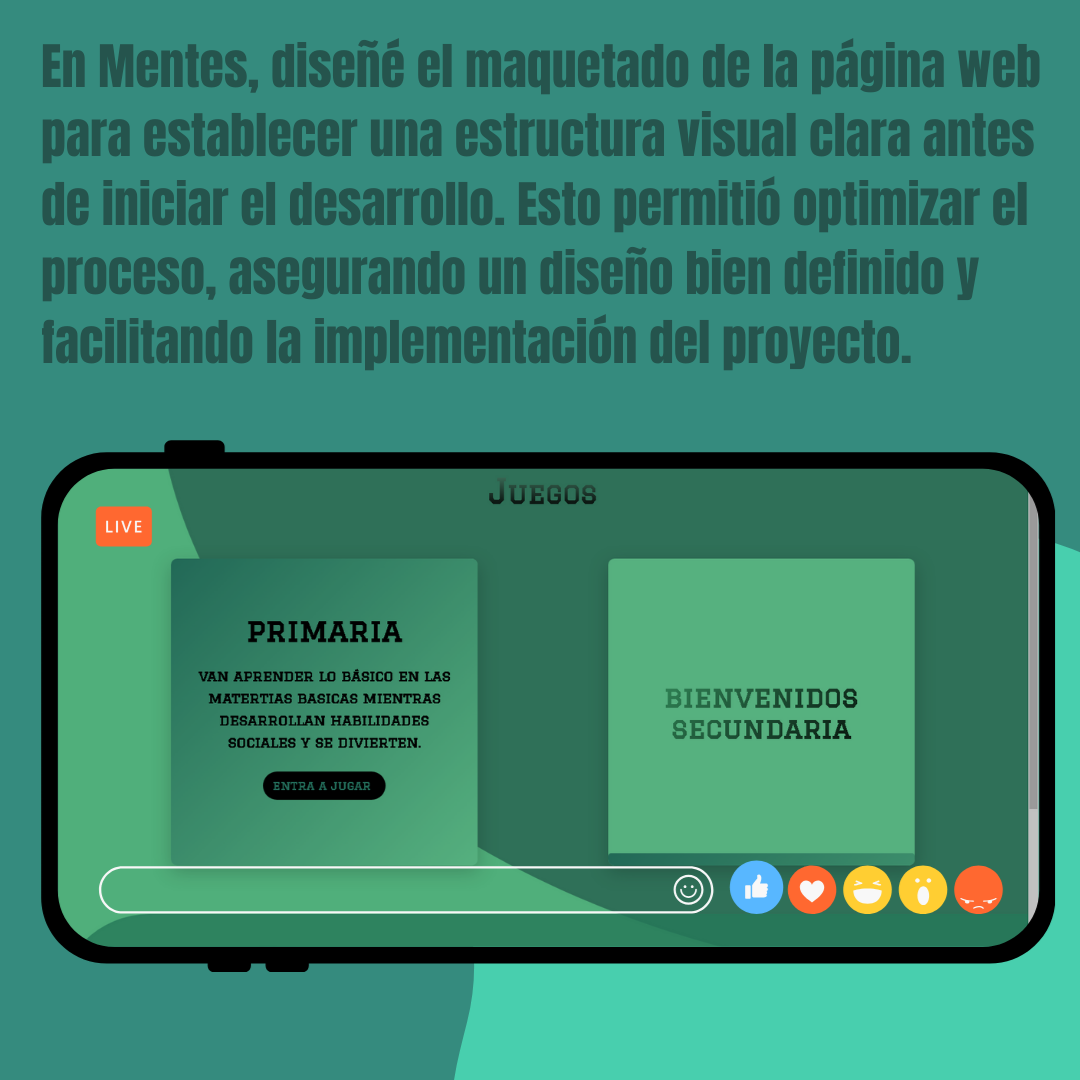 En Mentes, diseñé el maquetado de la página web
para establecer una estructura visual clara antes
de iniciar el desarrollo. Esto permitió optimizar el
proceso, asegurando un diseño bien definido y
facilitando la implementación del proyecto.
Juegos
LIVE
PRIMARIA
VAN APRENDER LO BÁSICO EN LAS
MATERTIAS BASICAS MIENTRAS
DESARROLLAN HABILIDADES
SOCIALES Y SE DIVIERTEN.
ENTRA A JUGAR
BIENVENIDOS
SECUNDARIA